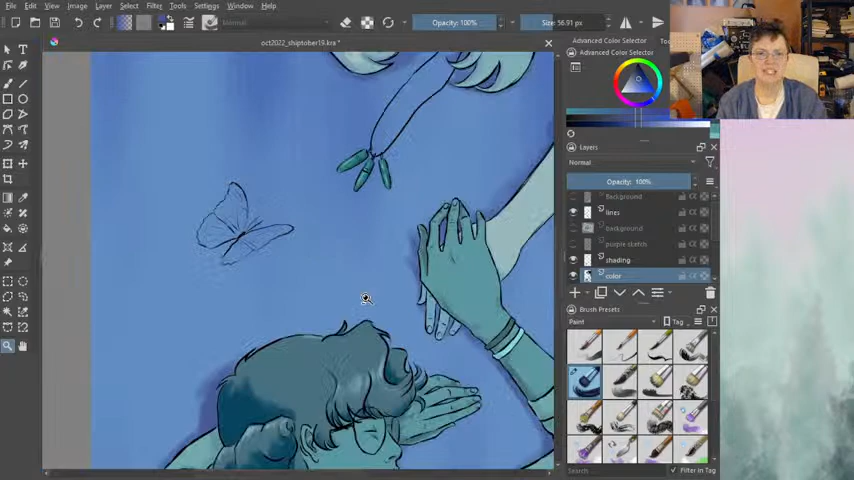 File Edit View Image Layer Select Filter Tools Settings Window Help
Normal
Opacity: 100%
Size: 56.91 px
oct2022_shiptober19.kra *
Advanced Color Selector
Advanced Color Selector
Layers
Normal
Opacity: 100%
Background
lines
background
purple sketch
shading
color
Brush Presets
Paint
Tag
Search
Filter in Tag